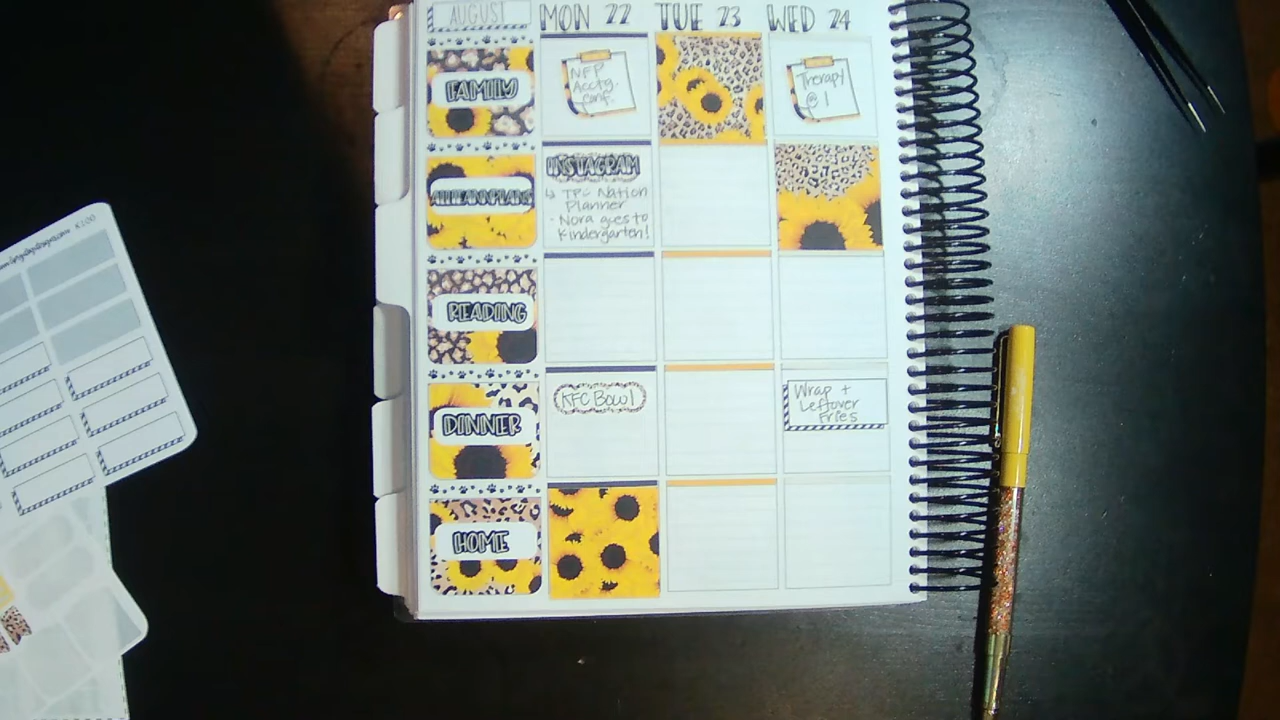 AUGUST
MON 22
TUE 23
WED 24
FAMILY
NFP
Acctg.
Conf.
Therapy
@ 1
INSTAGRAM
↳ TPC Nation
Planner
- Nora goes to
Kindergarten!
READING
DINNER
KFC Bowl
Wrap +
Leftover
Fries
HOME
K100